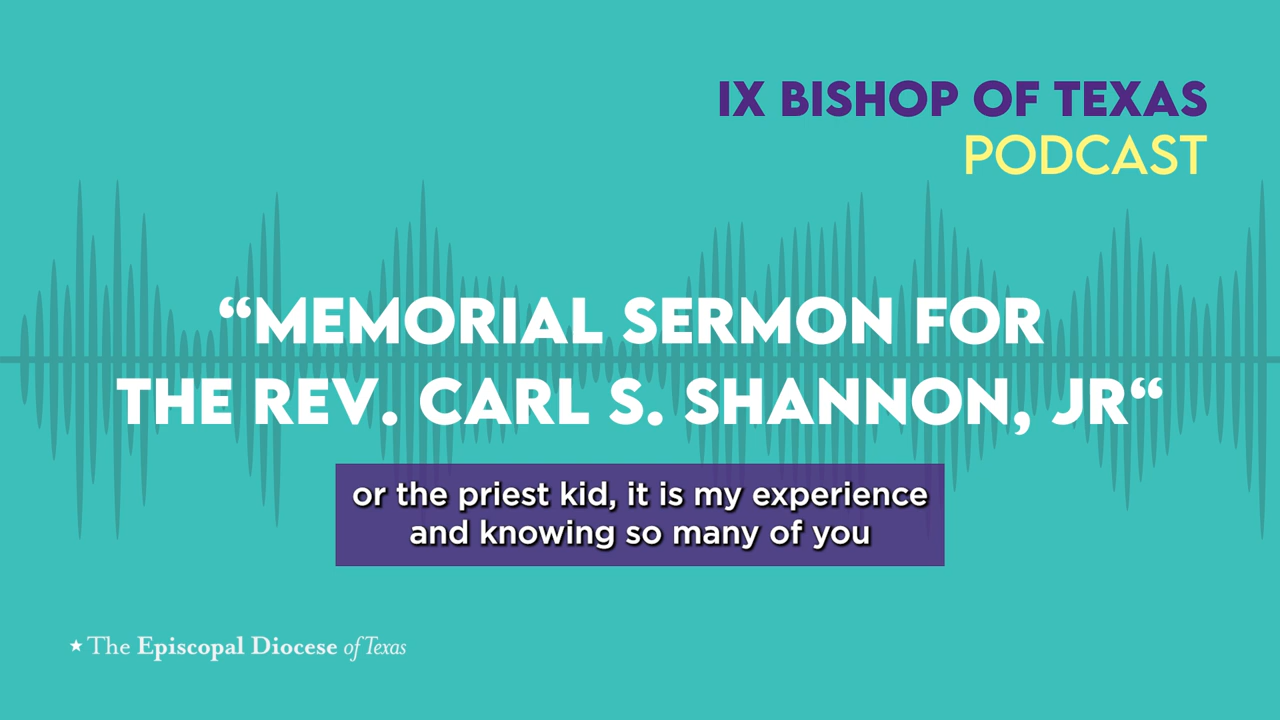 IX BISHOP OF TEXAS
PODCAST
“MEMORIAL SERMON FOR
THE REV. CARL S. SHANNON, JR“
or the priest kid, it is my experience
and knowing so many of you
The Episcopal Diocese of Texas